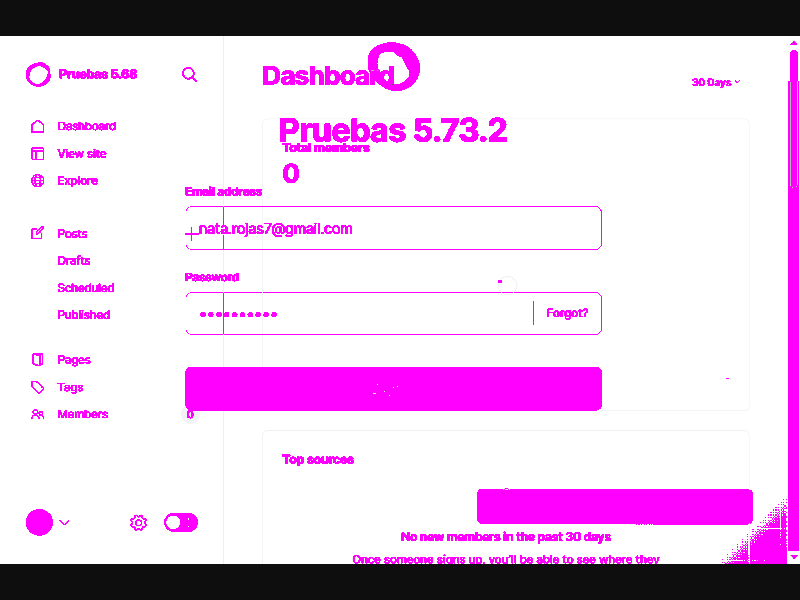 Pruebas 5.68
Dashboard
30 Days
Dashboard
View site
Explore
Pruebas 5.73.2
Total members
0
Email address
nata.rojas7@gmail.com
Posts
Drafts
Scheduled
Published
Password
••••••••••
Forgot?
Pages
Tags
Members
0
Top sources
No new members in the past 30 days
Once someone signs up, you'll be able to see where they